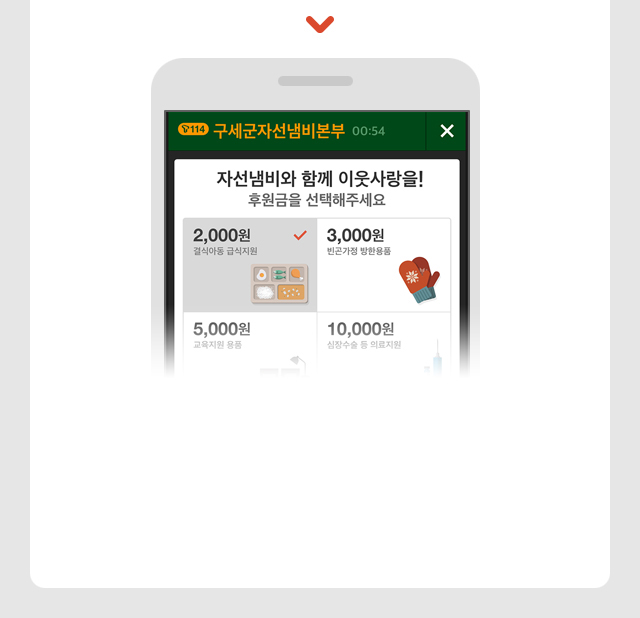 114 구세군자선냄비본부 00:54
자선냄비와 함께 이웃사랑을!
후원금을 선택해주세요
2,000원
결식아동 급식지원
3,000원
빈곤가정 방한용품
5,000원
교육지원 용품
10,000원
심장수술 등 의료지원